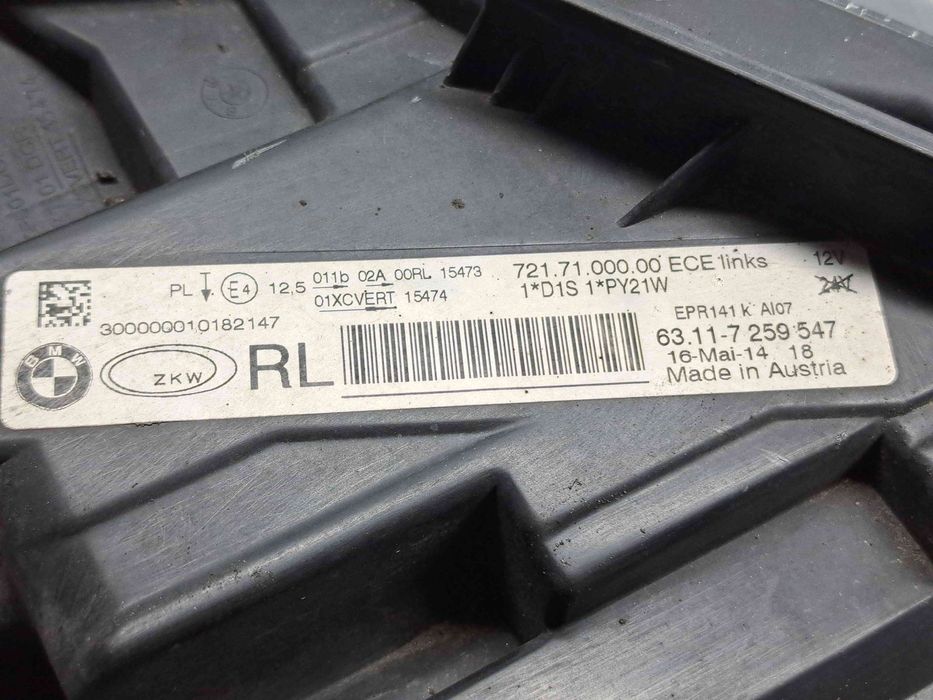 PL E4 12,5 011b 02A 00RL 15473
01XCVERT 15474
721.71.000.00 ECE links 12V
1*D1S 1*PY21W 24V
300000010182147
EPR141 K AI07
BMW ZKW RL 63.11-7 259 547
16-Mai-14 18
Made in Austria